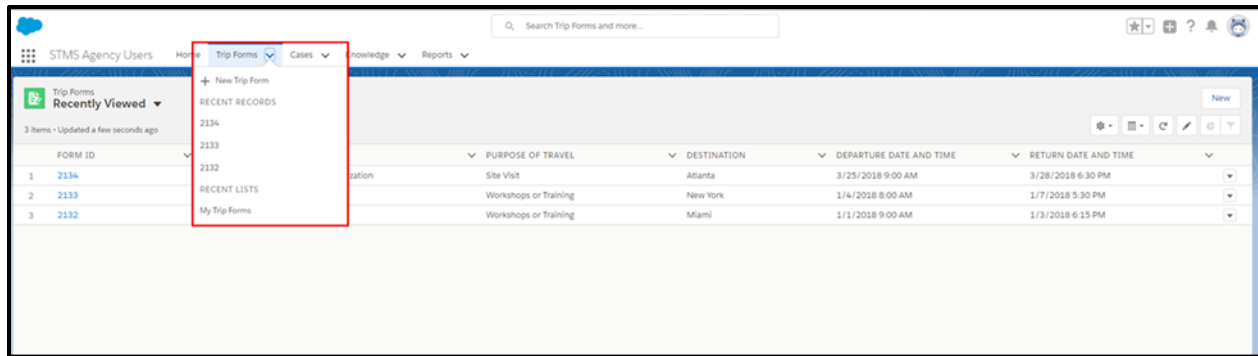 Search Trip Forms and more...
STMS Agency Users Home Trip Forms Cases Knowledge Reports
+ New Trip Form
RECENT RECORDS
2134
2133
2132
RECENT LISTS
My Trip Forms
Trip Forms
Recently Viewed
New
3 Items • Updated a few seconds ago
FORM ID PURPOSE OF TRAVEL DESTINATION DEPARTURE DATE AND TIME RETURN DATE AND TIME
1 2134 zation Site Visit Atlanta 3/25/2018 9:00 AM 3/28/2018 6:30 PM
2 2133 Workshops or Training New York 1/4/2018 8:00 AM 1/7/2018 5:30 PM
3 2132 Workshops or Training Miami 1/1/2018 9:00 AM 1/3/2018 6:15 PM